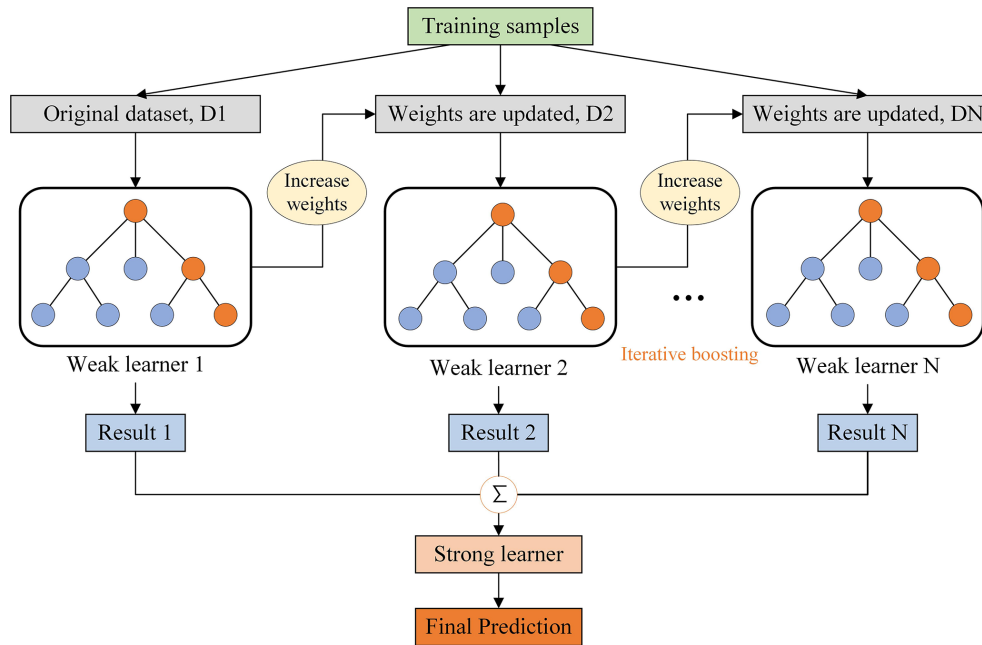 Training samples
Original dataset, D1
Weights are updated, D2
Weights are updated, DN
Increase
weights
Increase
weights
...
Iterative boosting
Weak learner 1
Weak learner 2
Weak learner N
Result 1
Result 2
Result N
Σ
Strong learner
Final Prediction